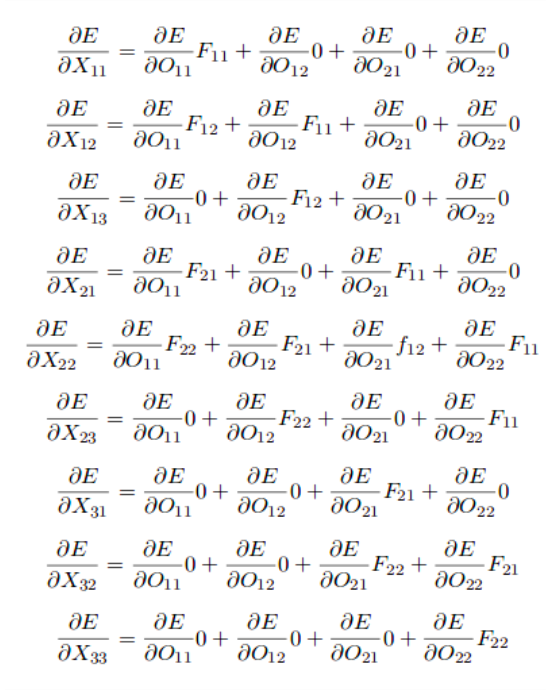 ∂E/∂X₁₁ = ∂E/∂O₁₁ F₁₁ + ∂E/∂O₁₂ 0 + ∂E/∂O₂₁ 0 + ∂E/∂O₂₂ 0
∂E/∂X₁₂ = ∂E/∂O₁₁ F₁₂ + ∂E/∂O₁₂ F₁₁ + ∂E/∂O₂₁ 0 + ∂E/∂O₂₂ 0
∂E/∂X₁₃ = ∂E/∂O₁₁ 0 + ∂E/∂O₁₂ F₁₂ + ∂E/∂O₂₁ 0 + ∂E/∂O₂₂ 0
∂E/∂X₂₁ = ∂E/∂O₁₁ F₂₁ + ∂E/∂O₁₂ 0 + ∂E/∂O₂₁ F₁₁ + ∂E/∂O₂₂ 0
∂E/∂X₂₂ = ∂E/∂O₁₁ F₂₂ + ∂E/∂O₁₂ F₂₁ + ∂E/∂O₂₁ f₁₂ + ∂E/∂O₂₂ F₁₁
∂E/∂X₂₃ = ∂E/∂O₁₁ 0 + ∂E/∂O₁₂ F₂₂ + ∂E/∂O₂₁ 0 + ∂E/∂O₂₂ F₁₁
∂E/∂X₃₁ = ∂E/∂O₁₁ 0 + ∂E/∂O₁₂ 0 + ∂E/∂O₂₁ F₂₁ + ∂E/∂O₂₂ 0
∂E/∂X₃₂ = ∂E/∂O₁₁ 0 + ∂E/∂O₁₂ 0 + ∂E/∂O₂₁ F₂₂ + ∂E/∂O₂₂ F₂₁
∂E/∂X₃₃ = ∂E/∂O₁₁ 0 + ∂E/∂O₁₂ 0 + ∂E/∂O₂₁ 0 + ∂E/∂O₂₂ F₂₂